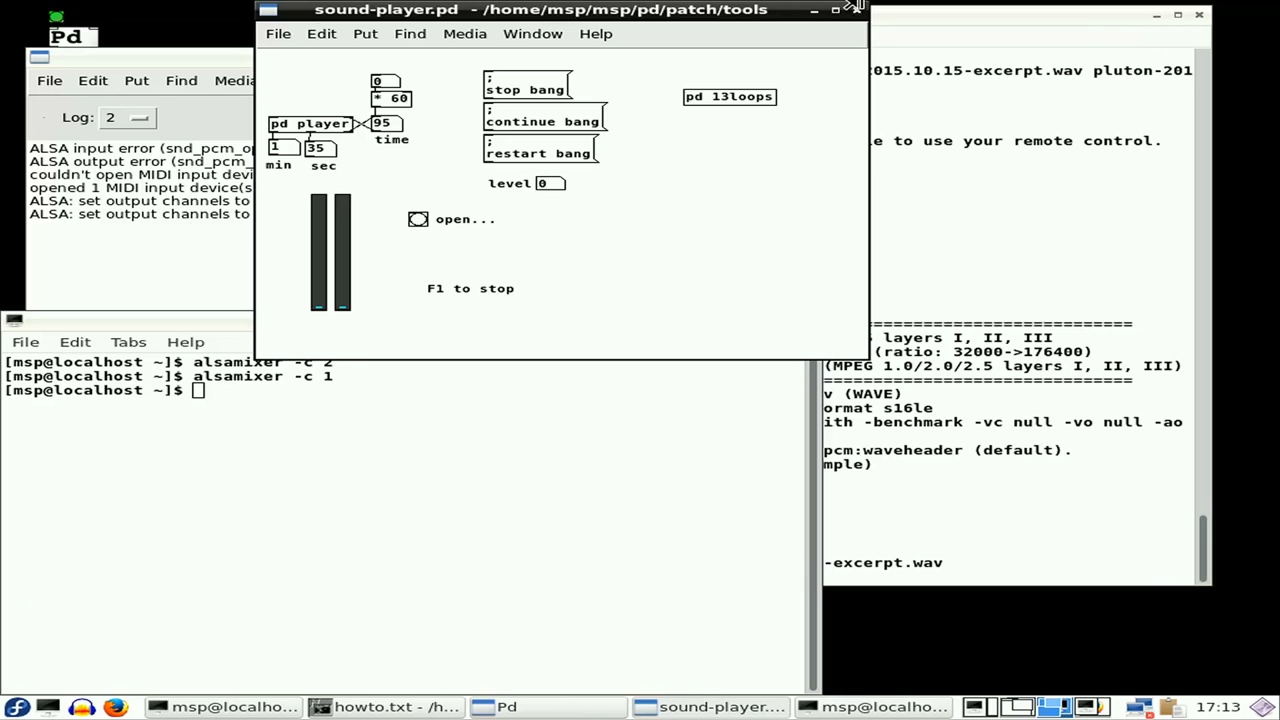 Pd
sound-player.pd - /home/msp/msp/pd/patch/tools
File Edit Put Find Media Window Help
0
* 60
pd player
95
time
1
35
min
sec
;
stop bang
;
continue bang
;
restart bang
level 0
pd 13loops
open...
F1 to stop
File Edit Put Find Media
Log: 2
ALSA input error (snd_pcm_op
ALSA output error (snd_pcm_
couldn't open MIDI input devi
opened 1 MIDI input device(s
ALSA: set output channels to
ALSA: set output channels to
015.10.15-excerpt.wav pluton-201
le to use your remote control.
================================
layers I, II, III
(ratio: 32000->176400)
(MPEG 1.0/2.0/2.5 layers I, II, III)
================================
v (WAVE)
ormat s16le
ith -benchmark -vc null -vo null -ao
pcm:waveheader (default).
mple)
-excerpt.wav
File Edit Tabs Help
[msp@localhost ~]$ alsamixer -c 2
[msp@localhost ~]$ alsamixer -c 1
[msp@localhost ~]$
msp@localho... howto.txt - /h... Pd sound-player.... msp@localho... 17:13